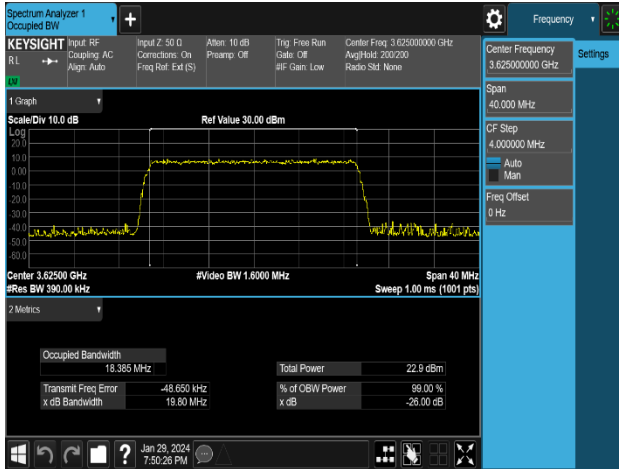 Spectrum Analyzer 1
Occupied BW
Frequency
KEYSIGHT
R L
LXI
Input: RF
Coupling: AC
Align: Auto
Input Z: 50 Ω
Corrections: On
Freq Ref: Ext (S)
Atten: 10 dB
Preamp: Off
Trig: Free Run
Gate: Off
#IF Gain: Low
Center Freq: 3.625000000 GHz
Avg|Hold: 200/200
Radio Std: None
Center Frequency
3.625000000 GHz
Settings
Span
40.000 MHz
CF Step
4.000000 MHz
Auto
Man
Freq Offset
0 Hz
1 Graph
Scale/Div 10.0 dB
Ref Value 30.00 dBm
Log
20.0
10.0
0.00
-10.0
-20.0
-30.0
-40.0
-50.0
-60.0
Center 3.62500 GHz
#Video BW 1.6000 MHz
Span 40 MHz
#Res BW 390.00 kHz
Sweep 1.00 ms (1001 pts)
2 Metrics
Occupied Bandwidth
18.385 MHz
Total Power 22.9 dBm
Transmit Freq Error -48.650 kHz
% of OBW Power 99.00 %
x dB Bandwidth 19.80 MHz
x dB -26.00 dB
?
Jan 29, 2024
7:50:26 PM